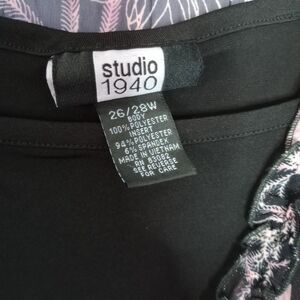 studio
1940
26/28W
BODY
100% POLYESTER
INSERT
94% POLYESTER
6% SPANDEX
MADE IN VIETNAM
RN 83082
SEE REVERSE
FOR CARE